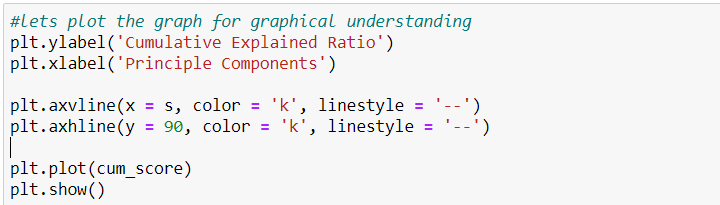 #lets plot the graph for graphical understanding
plt.ylabel('Cumulative Explained Ratio')
plt.xlabel('Principle Components')
plt.axvline(x = s, color = 'k', linestyle = '--')
plt.axhline(y = 90, color = 'k', linestyle = '--')
plt.plot(cum_score)
plt.show()